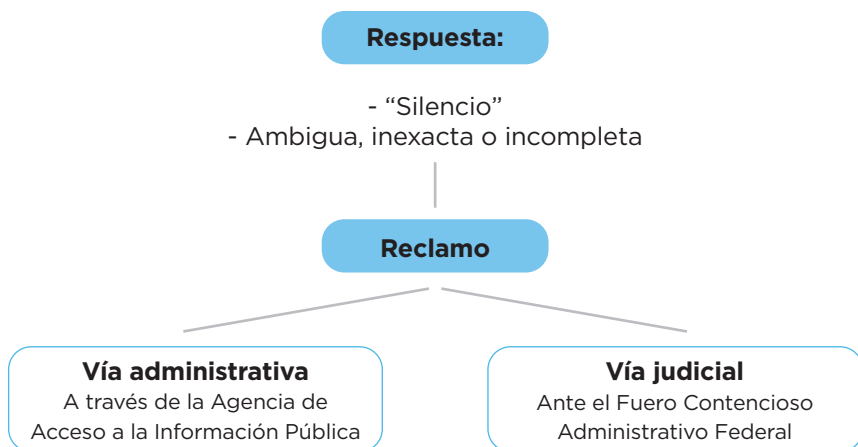 Respuesta:
- “Silencio”
- Ambigua, inexacta o incompleta
Reclamo
Vía administrativa
A través de la Agencia de
Acceso a la Información Pública
Vía judicial
Ante el Fuero Contencioso
Administrativo Federal